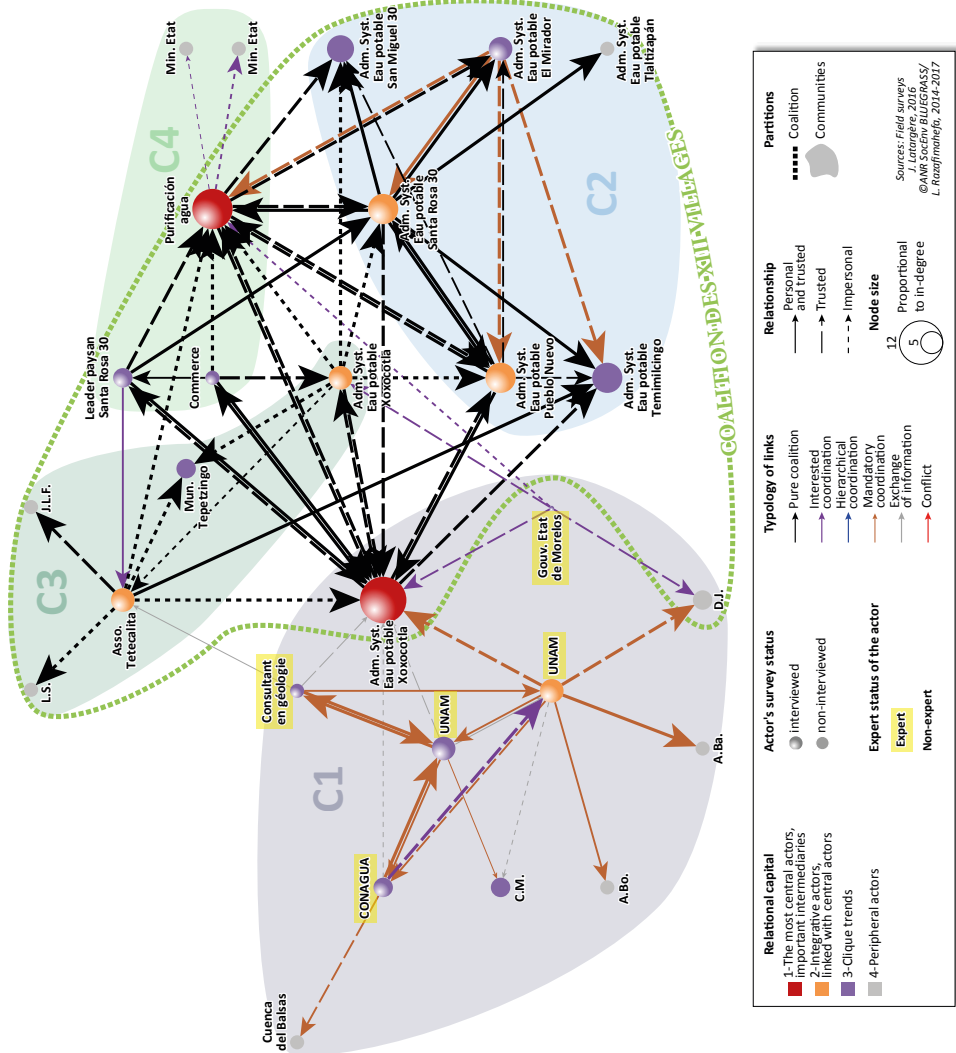 Min. Etat
Min. Etat
C4
Purificación
agua
Adm. Syst.
Eau potable
San Miguel 30
Adm. Syst.
Eau potable
El Mirador
Adm. Syst.
Eau potable
Tlaltizapán
Adm. Syst.
Eau potable
Santa Rosa 30
C2
Leader paysan
Santa Rosa 30
Commerce
Adm. Syst.
Eau potable
Xoxocotla
Adm. Syst.
Eau potable
Pueblo Nuevo
Adm. Syst.
Eau potable
Temimilcingo
COALITION DES XIII VILLAGES
J.L.F.
Mun.
Tepetzingo
C3
Asso.
Tetecalita
L.S.
Gouv. Etat
de Morelos
Adm. Syst.
Eau potable
Xoxocotla
D.J.
Consultant
en géologie
UNAM
UNAM
A.Ba.
C1
CONAGUA
C.M.
A.Bo.
Cuenca
del Balsas
Relational capital
1-The most central actors,
important intermediaries
2-Integrative actors,
linked with central actors
3-Clique trends
4-Peripheral actors
Actor's survey status
interviewed
non-interviewed
Expert status of the actor
Expert
Non-expert
Typology of links
Pure coalition
Interested
coordination
Hierarchical
coordination
Mandatory
coordination
Exchange
of information
Conflict
Relationship
Personal
and trusted
Trusted
Impersonal
Node size
12
5
Proportional
to in-degree
Partitions
Coalition
Communities
Sources: Field surveys
J. Latargère, 2016
©ANR SocEnv BLUEGRASS/
L. Razafimahefa, 2014-2017